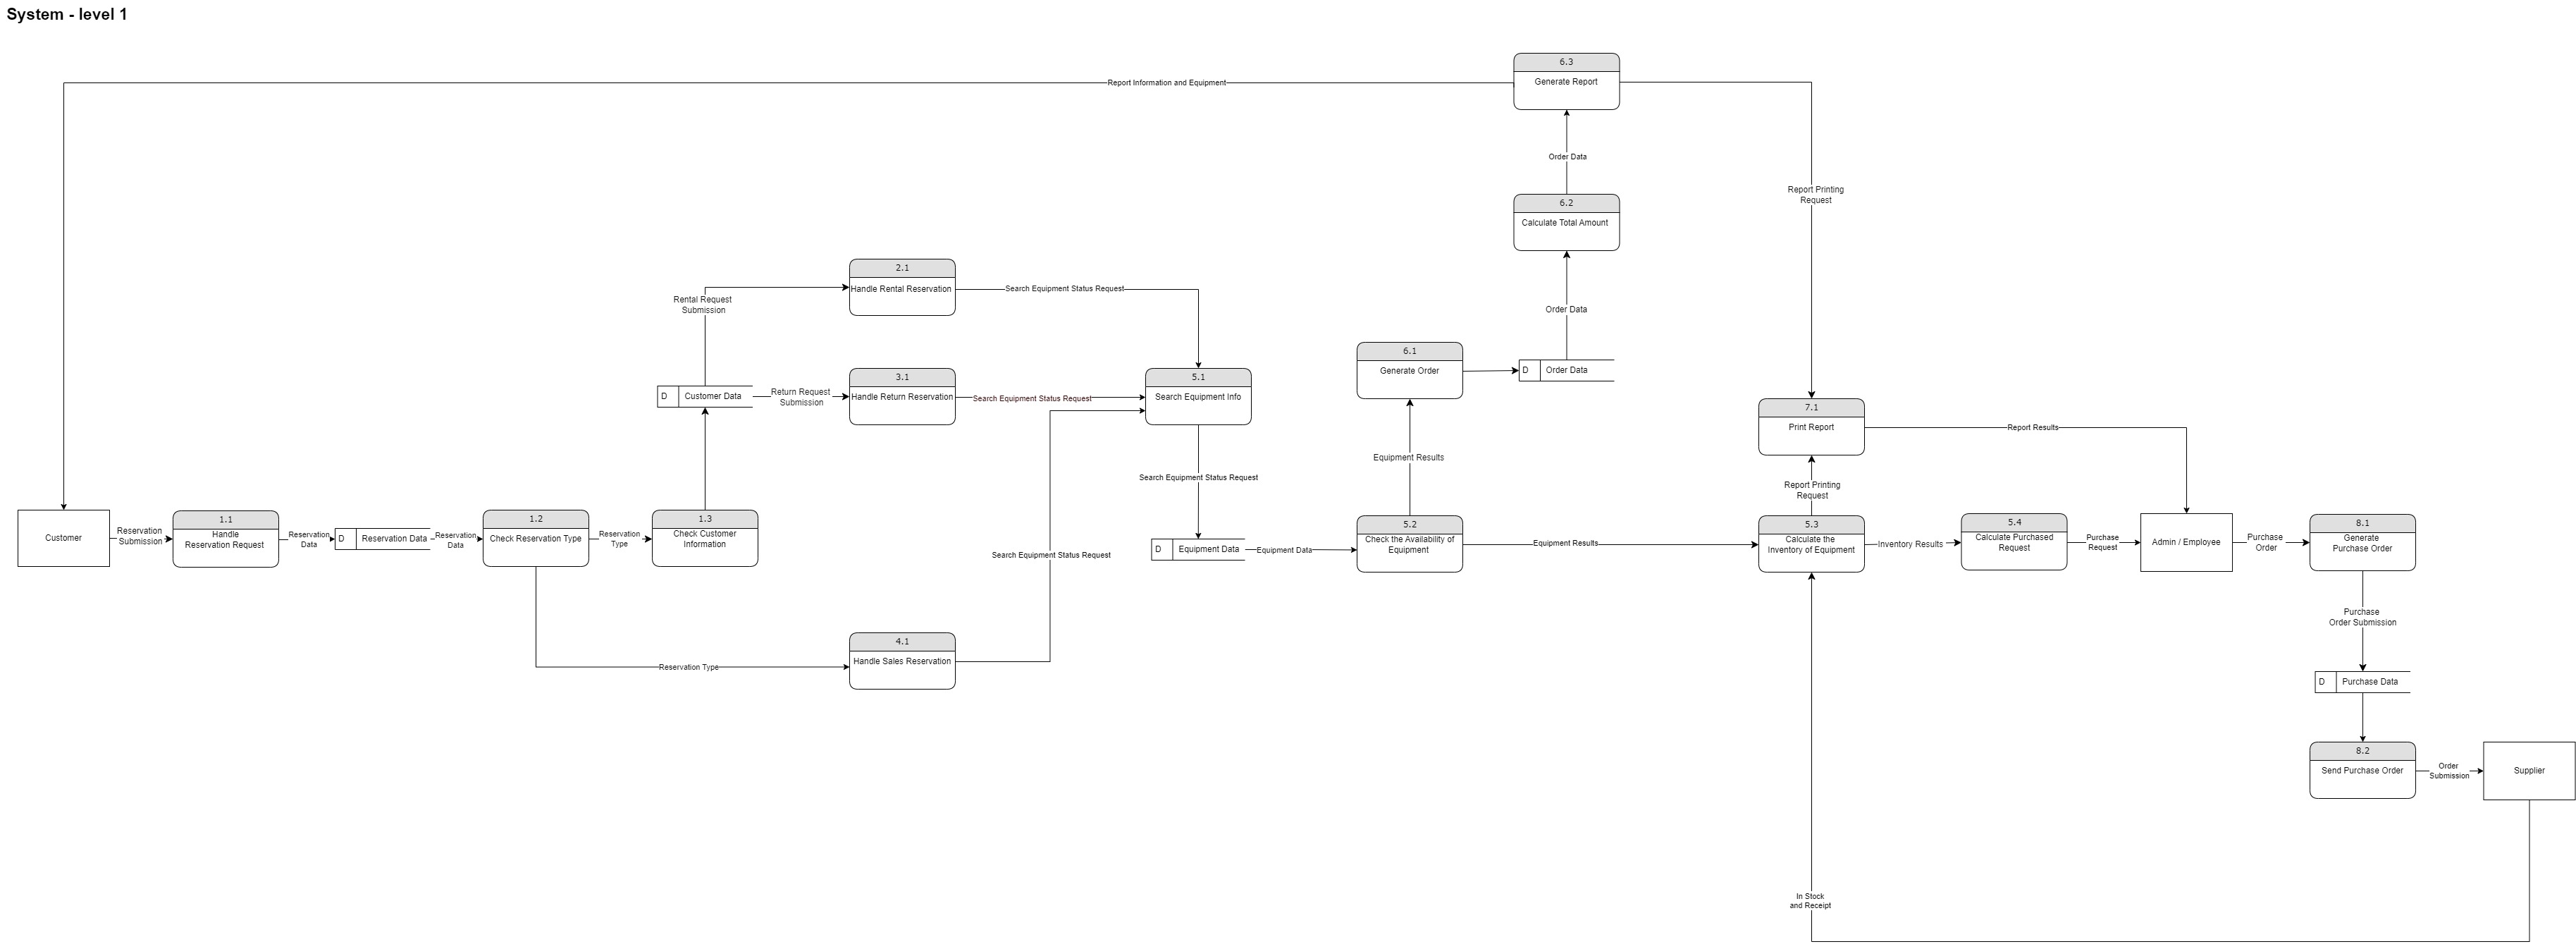 System - level 1
6.3
Generate Report
Report Information and Equipment
Order Data
Report Printing
Request
6.2
Calculate Total Amount
2.1
Handle Rental Reservation
Search Equipment Status Request
Rental Request
Submission
Order Data
6.1
Generate Order
D
Order Data
3.1
Handle Return Reservation
Search Equipment Status Request
5.1
Search Equipment Info
D
Customer Data
Return Request
Submission
7.1
Print Report
Report Results
Equipment Results
Search Equipment Status Request
Report Printing
Request
Customer
Reservation
Submission
1.1
Handle
Reservation Request
Reservation
Data
D
Reservation Data
Reservation
Data
1.2
Check Reservation Type
Reservation
Type
1.3
Check Customer
Information
Search Equipment Status Request
D
Equipment Data
Equipment Data
5.2
Check the Availability of
Equipment
Equipment Results
5.3
Calculate the
Inventory of Equipment
Inventory Results
5.4
Calculate Purchased
Request
Purchase
Request
Admin / Employee
Purchase
Order
8.1
Generate
Purchase Order
Purchase
Order Submission
4.1
Handle Sales Reservation
Reservation Type
D
Purchase Data
8.2
Send Purchase Order
Order
Submission
Supplier
In Stock
and Receipt